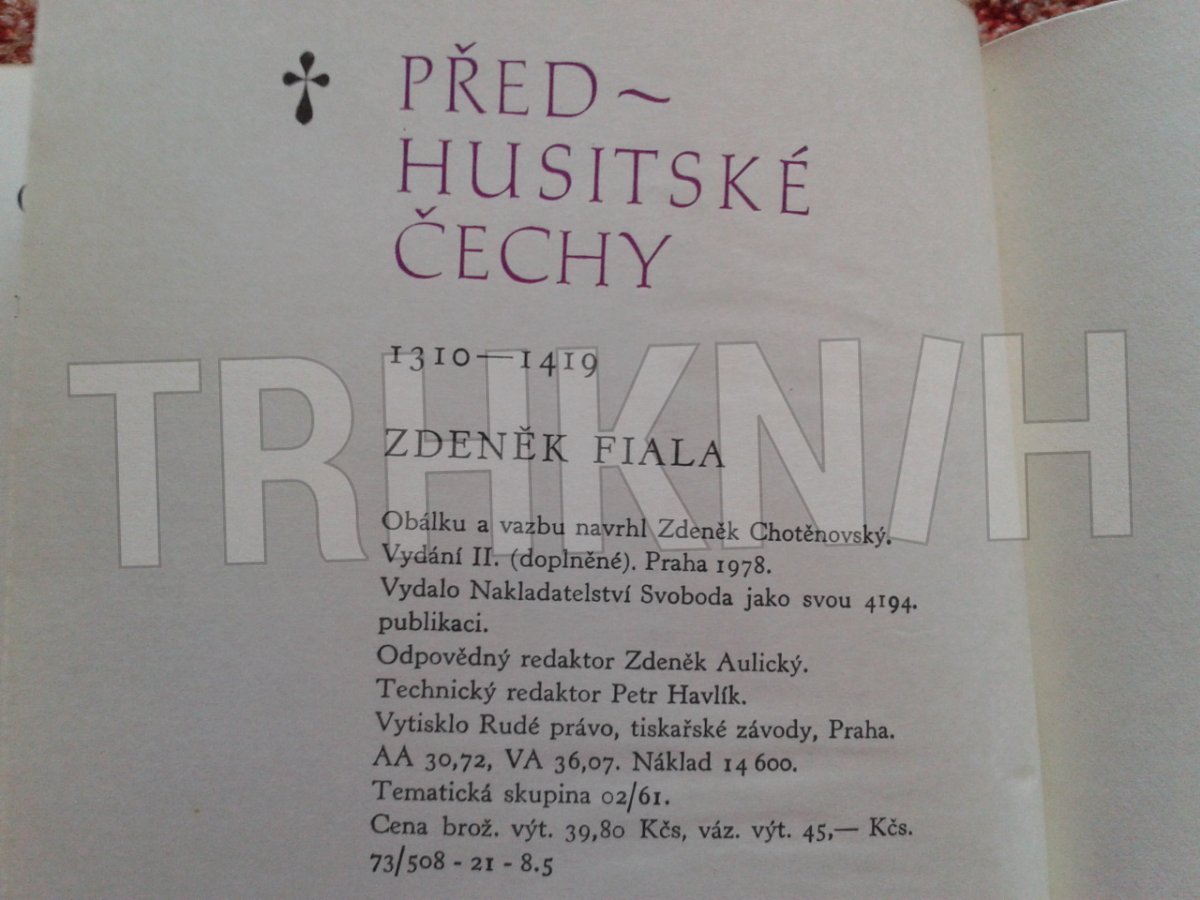 PŘED~
HUSITSKÉ
ČECHY
1310—1419
ZDENĚK FIALA
TRHKNIH
Obálku a vazbu navrhl Zdeněk Chotěnovský.
Vydání II. (doplněné). Praha 1978.
Vydalo Nakladatelství Svoboda jako svou 4194.
publikaci.
Odpovědný redaktor Zdeněk Aulický.
Technický redaktor Petr Havlík.
Vytisklo Rudé právo, tiskařské závody, Praha.
AA 30,72, VA 36,07. Náklad 14 600.
Tematická skupina 02/61.
Cena brož. výt. 39,80 Kčs, váz. výt. 45,— Kčs.
73/508 - 21 - 8.5